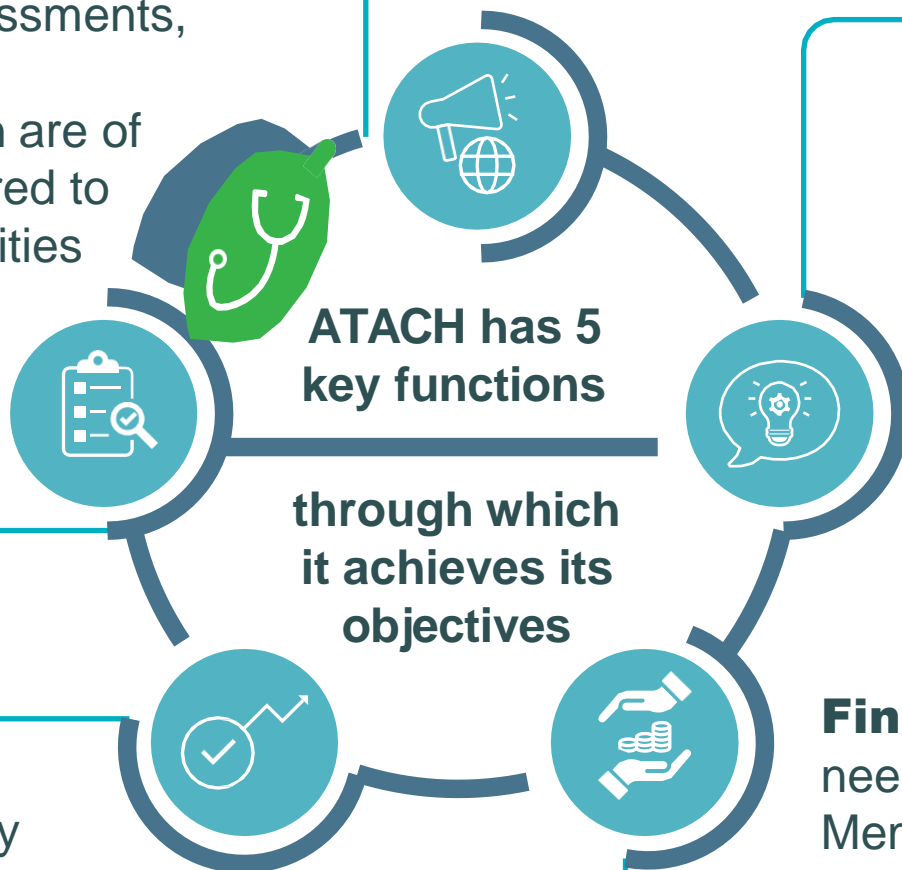 ssments,
are of
red to
ities
ATACH has 5
key functions
through which
it achieves its
objectives
Fin
nee
Mer
y